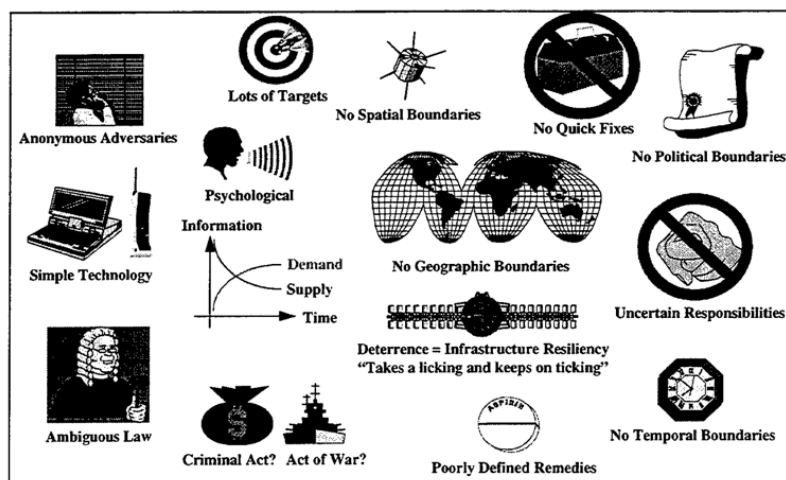 Lots of Targets
Anonymous Adversaries
No Spatial Boundaries
No Quick Fixes
No Political Boundaries
Psychological
Simple Technology
Information
Demand
Supply
Time
No Geographic Boundaries
Uncertain Responsibilities
Deterrence = Infrastructure Resiliency
“Takes a licking and keeps on ticking”
Ambiguous Law
$
Criminal Act? Act of War?
ASPIRIN
Poorly Defined Remedies
No Temporal Boundaries